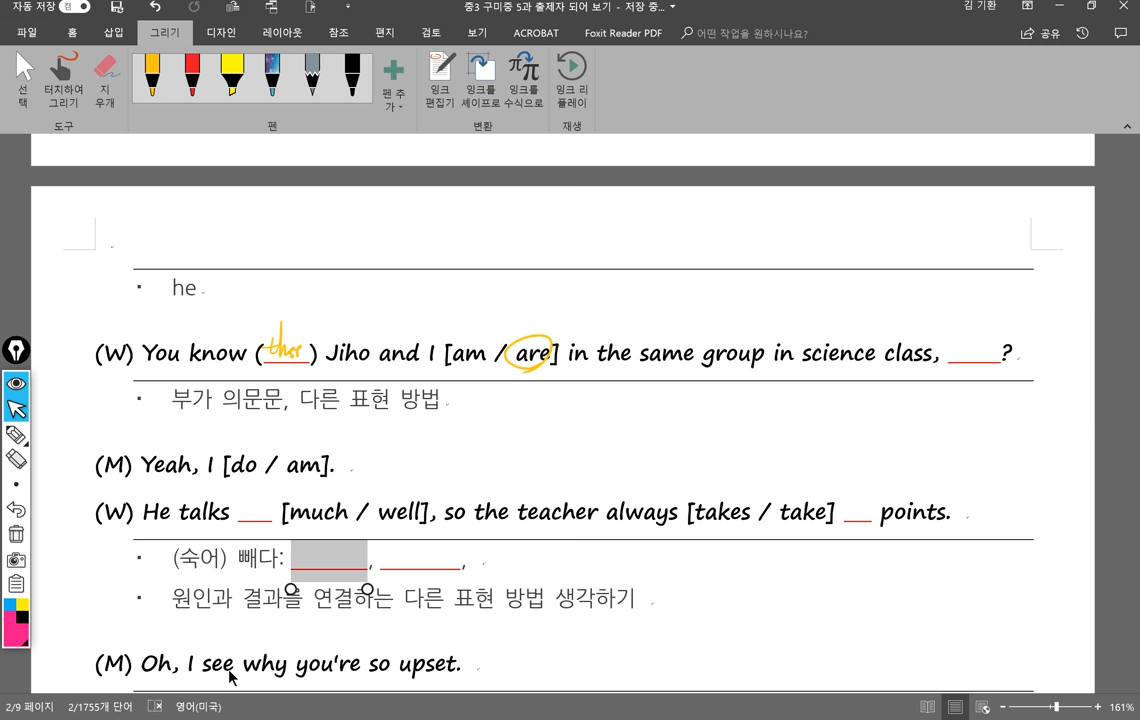 자동 저장 중3 구미중 5과 출제자 되어 보기 - 저장 중... 김 기환
파일 홈 삽입 그리기 디자인 레이아웃 참조 편지 검토 보기 ACROBAT Foxit Reader PDF 어떤 작업을 원하시나요? 공유
선택 터치하여 그리기 지우개 펜 추가 잉크 편집기 잉크를 셰이프로 잉크를 수식으로 잉크 리플레이
도구 펜 변환 재생
he
(W) You know (____) Jiho and I [am / are] in the same group in science class, ____?
부가 의문문, 다른 표현 방법
(M) Yeah, I [do / am].
(W) He talks ___ [much / well], so the teacher always [takes / take] ___ points.
(숙어) 빼다: ________, ________,
원인과 결과를 연결하는 다른 표현 방법 생각하기
(M) Oh, I see why you're so upset.
2/9 페이지 2/1755개 단어 영어(미국) 161%